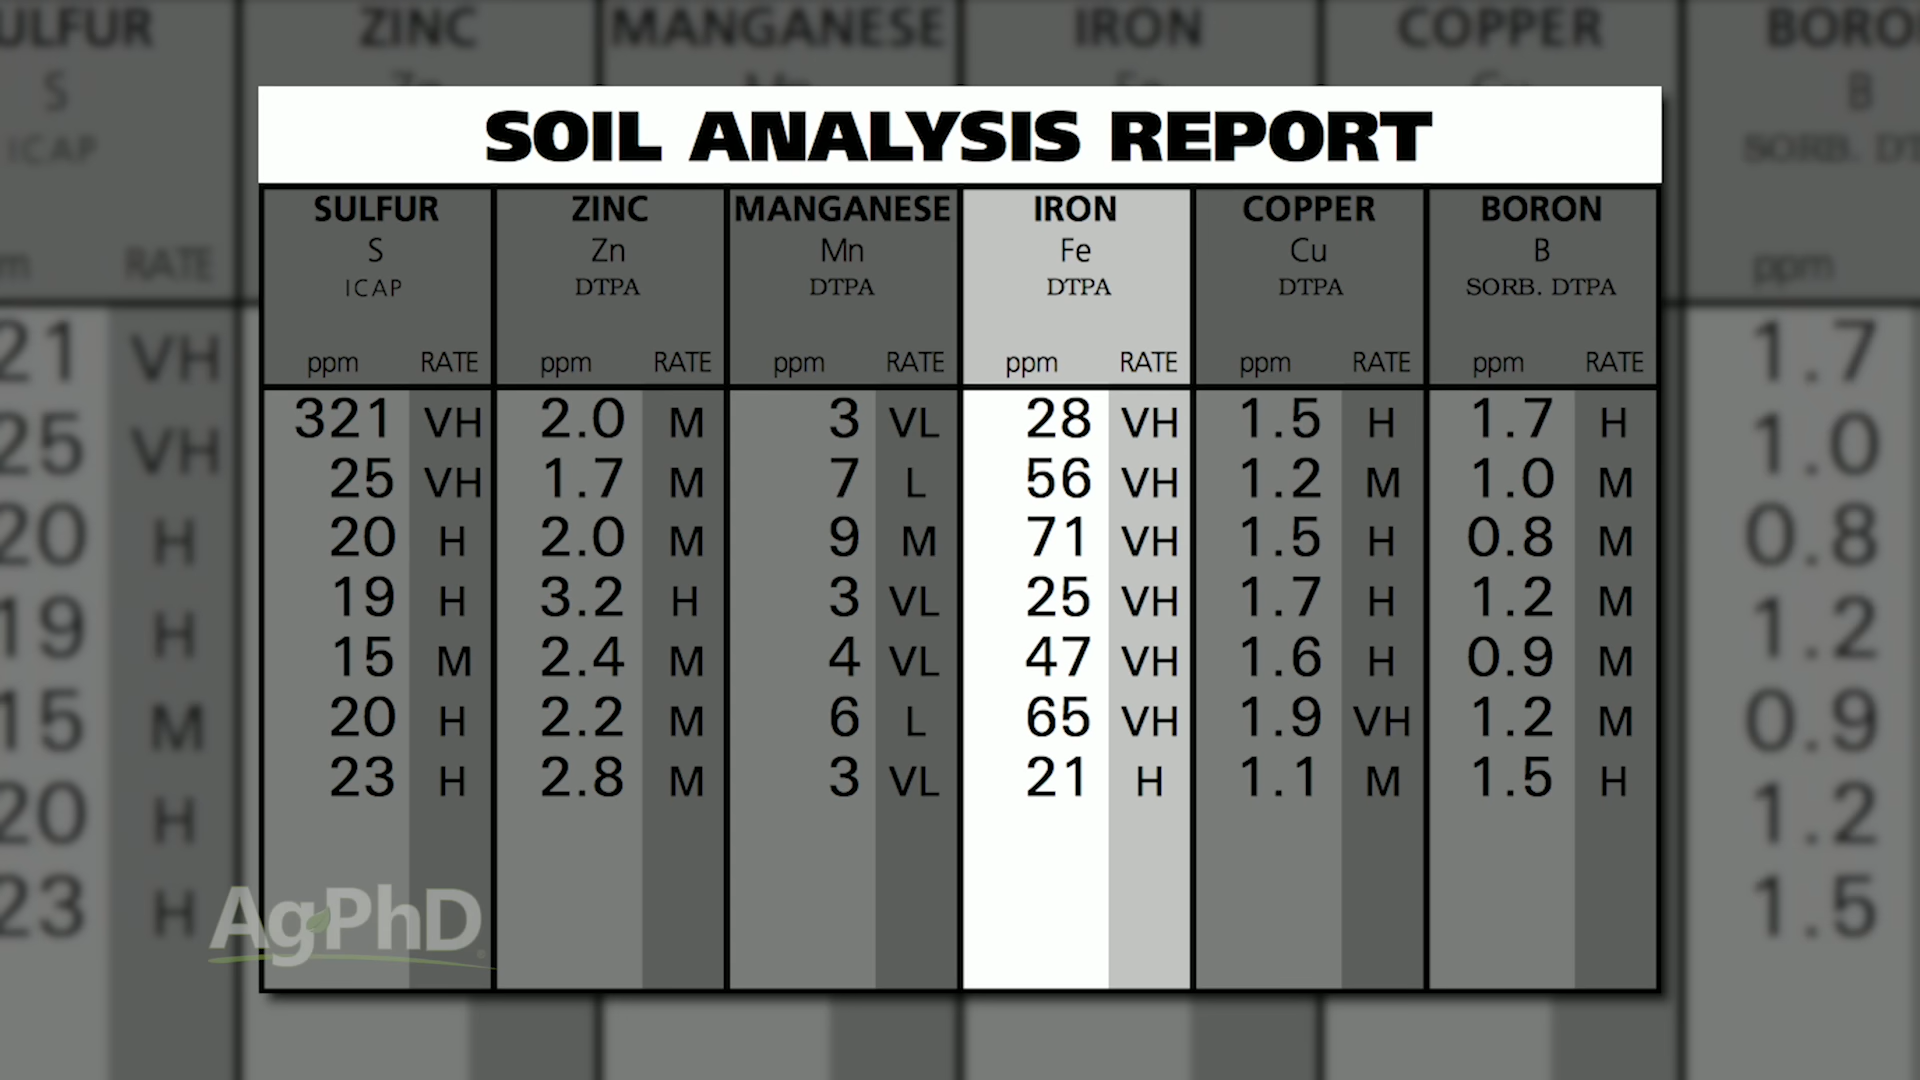 SOIL ANALYSIS REPORT
SULFUR ZINC MANGANESE IRON COPPER BORON
S Zn Mn Fe Cu B
ICAP DTPA DTPA DTPA DTPA SORB. DTPA
ppm RATE ppm RATE ppm RATE ppm RATE ppm RATE ppm RATE
321 VH 2.0 M 3 VL 28 VH 1.5 H 1.7 H
25 VH 1.7 M 7 L 56 VH 1.2 M 1.0 M
20 H 2.0 M 9 M 71 VH 1.5 H 0.8 M
19 H 3.2 H 3 VL 25 VH 1.7 H 1.2 M
15 M 2.4 M 4 VL 47 VH 1.6 H 0.9 M
20 H 2.2 M 6 L 65 VH 1.9 VH 1.2 M
23 H 2.8 M 3 VL 21 H 1.1 M 1.5 H
AgPhD